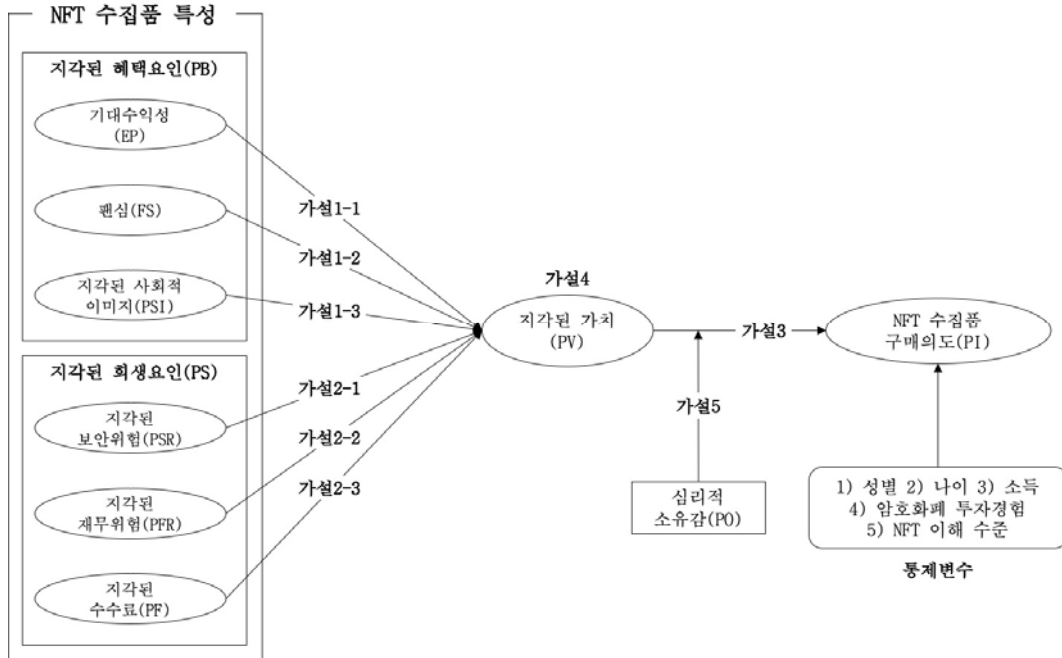 NFT 수집품 특성
지각된 혜택요인(PB)
기대수익성
(EP)
팬심(FS)
지각된 사회적
이미지(PSI)
지각된 희생요인(PS)
지각된
보안위험(PSR)
지각된
재무위험(PFR)
지각된
수수료(PF)
가설1-1
가설1-2
가설1-3
가설2-1
가설2-2
가설2-3
가설4
지각된 가치
(PV)
가설3
가설5
심리적
소유감(PO)
NFT 수집품
구매의도(PI)
1) 성별 2) 나이 3) 소득
4) 암호화폐 투자경험
5) NFT 이해 수준
통제변수